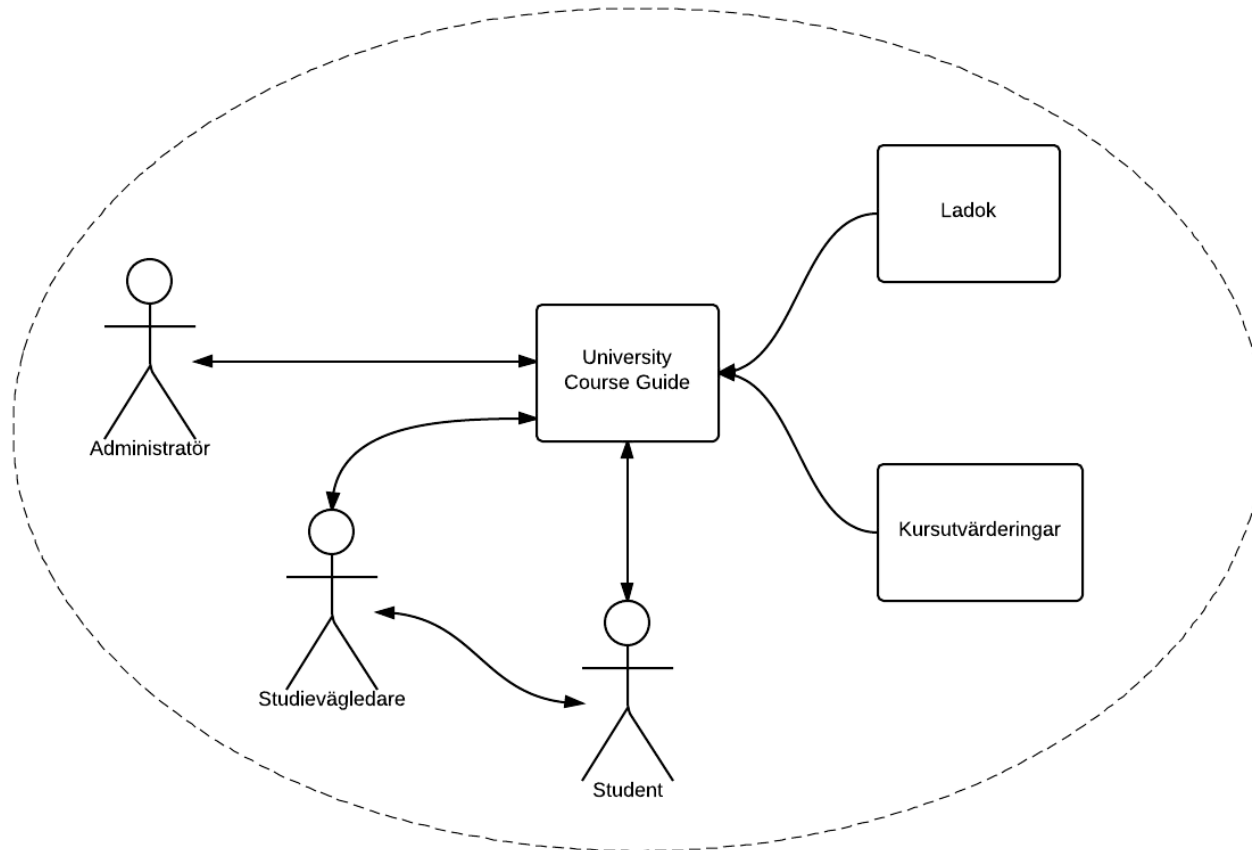 Ladok
University
Course Guide
Administratör
Kursutvärderingar
Studievägledare
Student